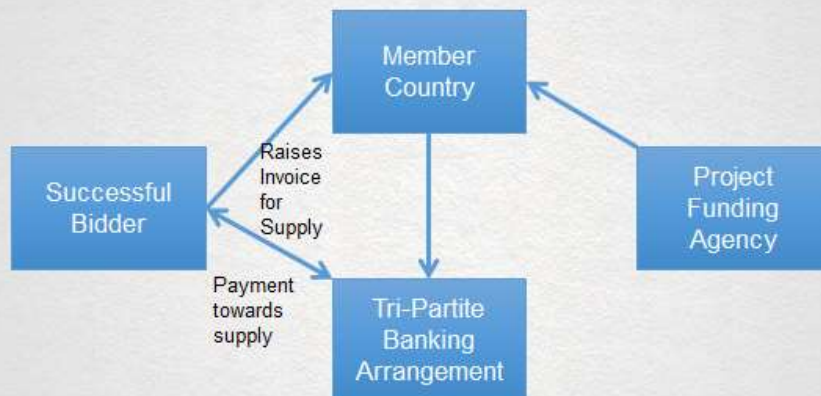 Member
Country
Raises
Invoice
for
Supply
Successful
Bidder
Project
Funding
Agency
Payment
towards
supply
Tri-Partite
Banking
Arrangement